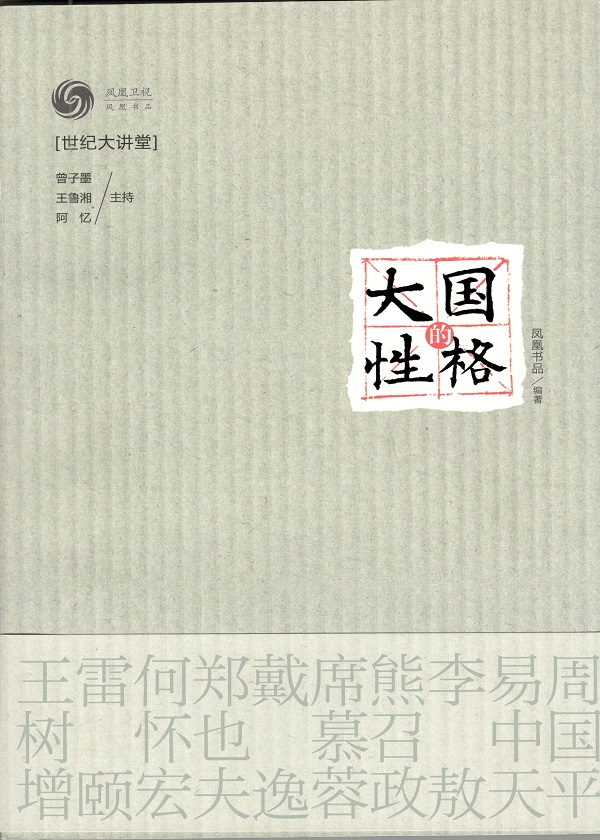 凤凰卫视
凤凰书品
[世纪大讲堂]
曾子墨
王鲁湘
阿忆
/主持
大国
的
性格
凤凰书品/编著
王树增
雷颐
何怀宏
郑也夫
戴逸
席慕蓉
熊召政
李敖
易中天
周国平